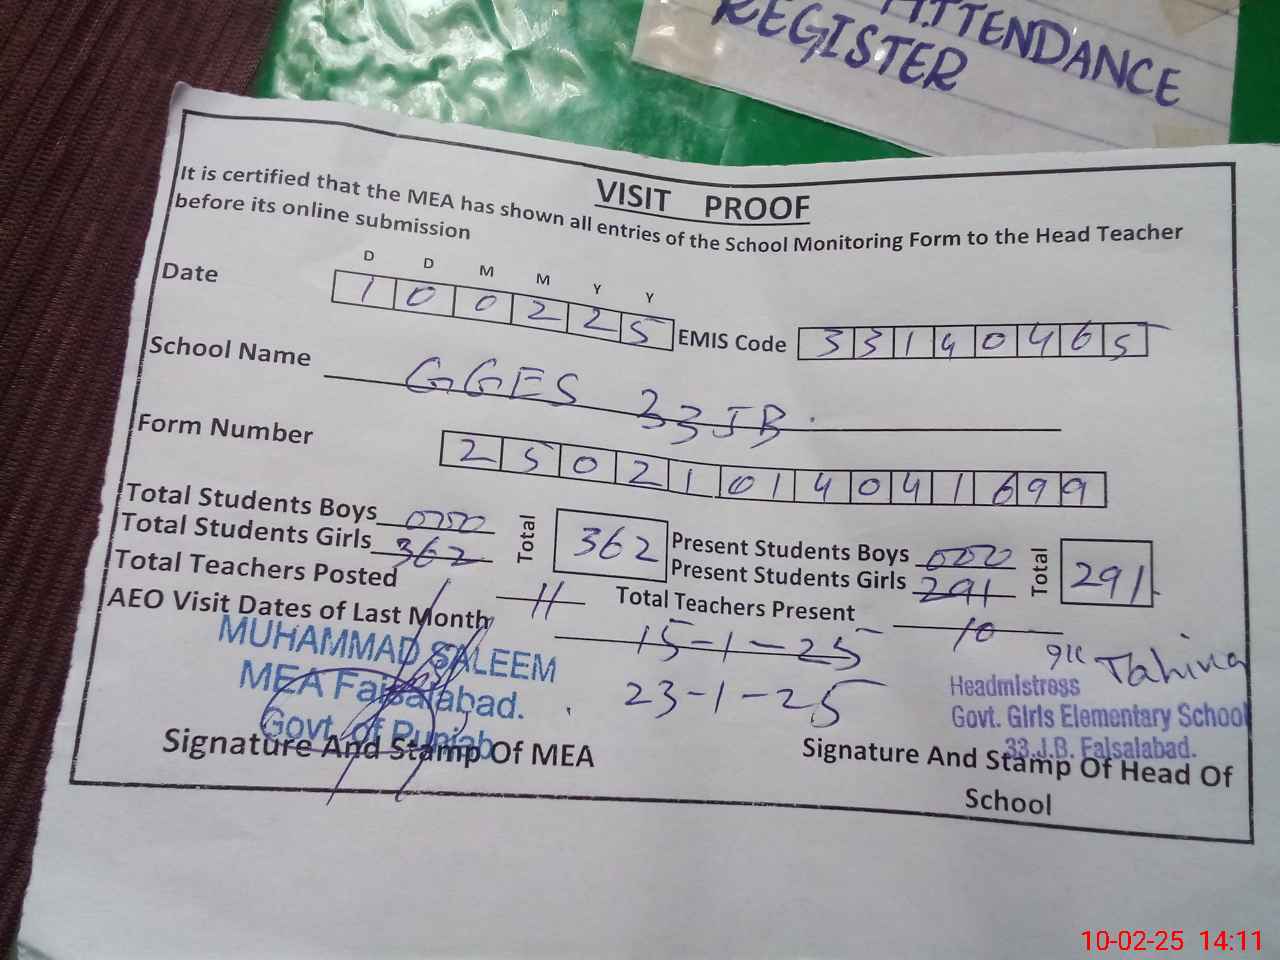 ATTENDANCE
REGISTER
VISIT PROOF
It is certified that the MEA has shown all entries of the School Monitoring Form to the Head Teacher
before its online submission
D D M M Y Y
Date 1 0 0 2 2 5 EMIS Code 3 3 1 4 0 4 6 5
School Name GGES 33JB.
Form Number 2 5 0 2 1 0 1 4 0 4 1 6 9 9
Total Students Boys 0000 Total 362 Present Students Boys 0000 Total 291
Total Students Girls 362 Present Students Girls 291
Total Teachers Posted 11 Total Teachers Present 10
AEO Visit Dates of Last Month 15-1-25
23-1-25
MUHAMMAD SALEEM
MEA Faisalabad.
Govt. of Punjab
Signature And Stamp Of MEA
Headmistress
Govt. Girls Elementary School
33.J.B. Faisalabad.
Signature And Stamp Of Head Of
School
10-02-25 14:11